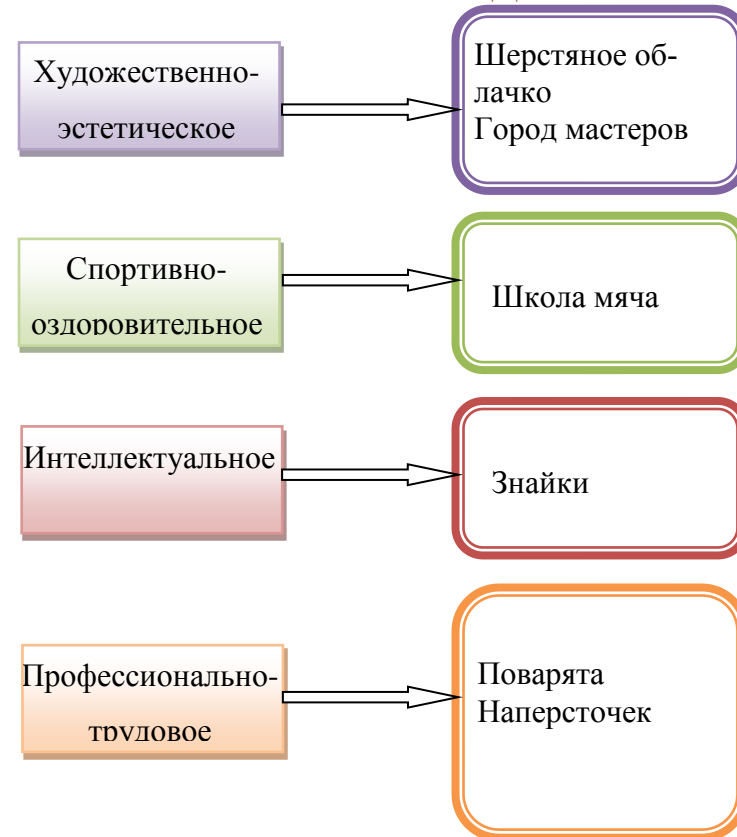 Художественно-
эстетическое
Шерстяное об-
лачко
Город мастеров
Спортивно-
оздоровительное
Школа мяча
Интеллектуальное
Знайки
Профессионально-
трудовое
Поварята
Наперсточек